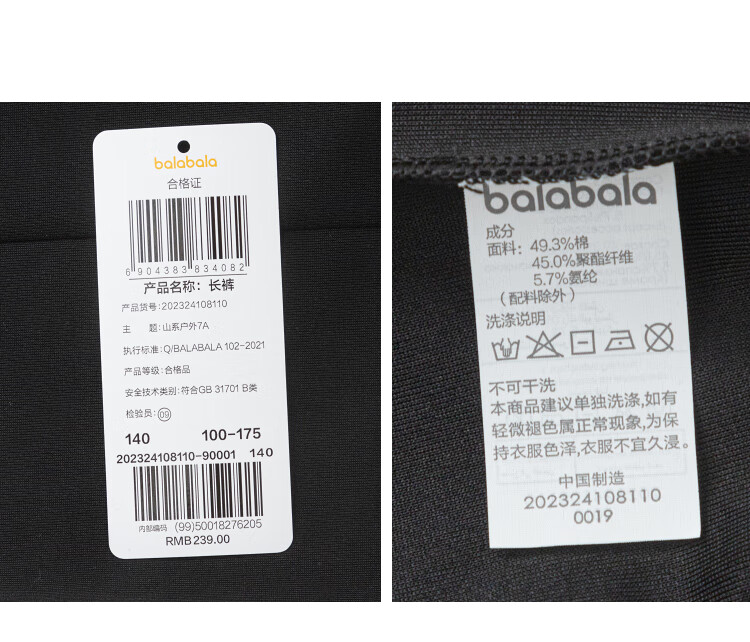 balabala
合格证
6 904383 834082
产品名称：长裤
产品货号：202324108110
主 题：山系户外7A
执行标准：Q/BALABALA 102-2021
产品等级：合格品
安全技术类别：符合GB 31701 B类
检验员：09
140 100-175
202324108110-90001 140
内部编码 (99)50018276205
RMB239.00
balabala
成分
面料：49.3%棉
45.0%聚酯纤维
5.7%氨纶
（配料除外）
洗涤说明
不可干洗
本商品建议单独洗涤,如有
轻微褪色属正常现象,为保
持衣服色泽,衣服不宜久浸。
中国制造
202324108110
0019